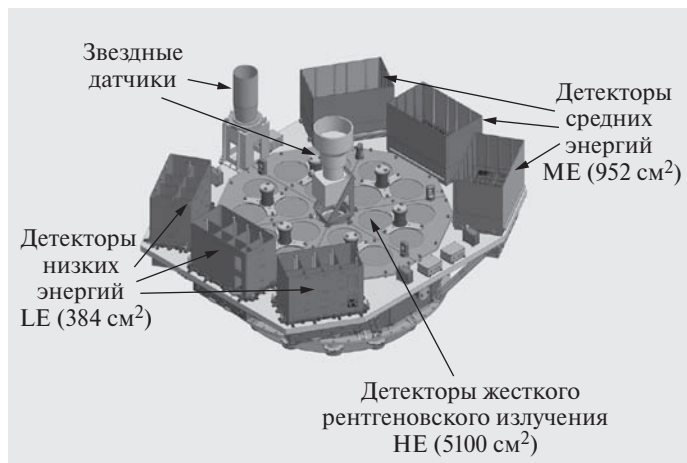 Звездные
датчики
Детекторы
средних
энергий
ME (952 см²)
Детекторы
низких
энергий
LE (384 см²)
Детекторы жесткого
рентгеновского излучения
HE (5100 см²)